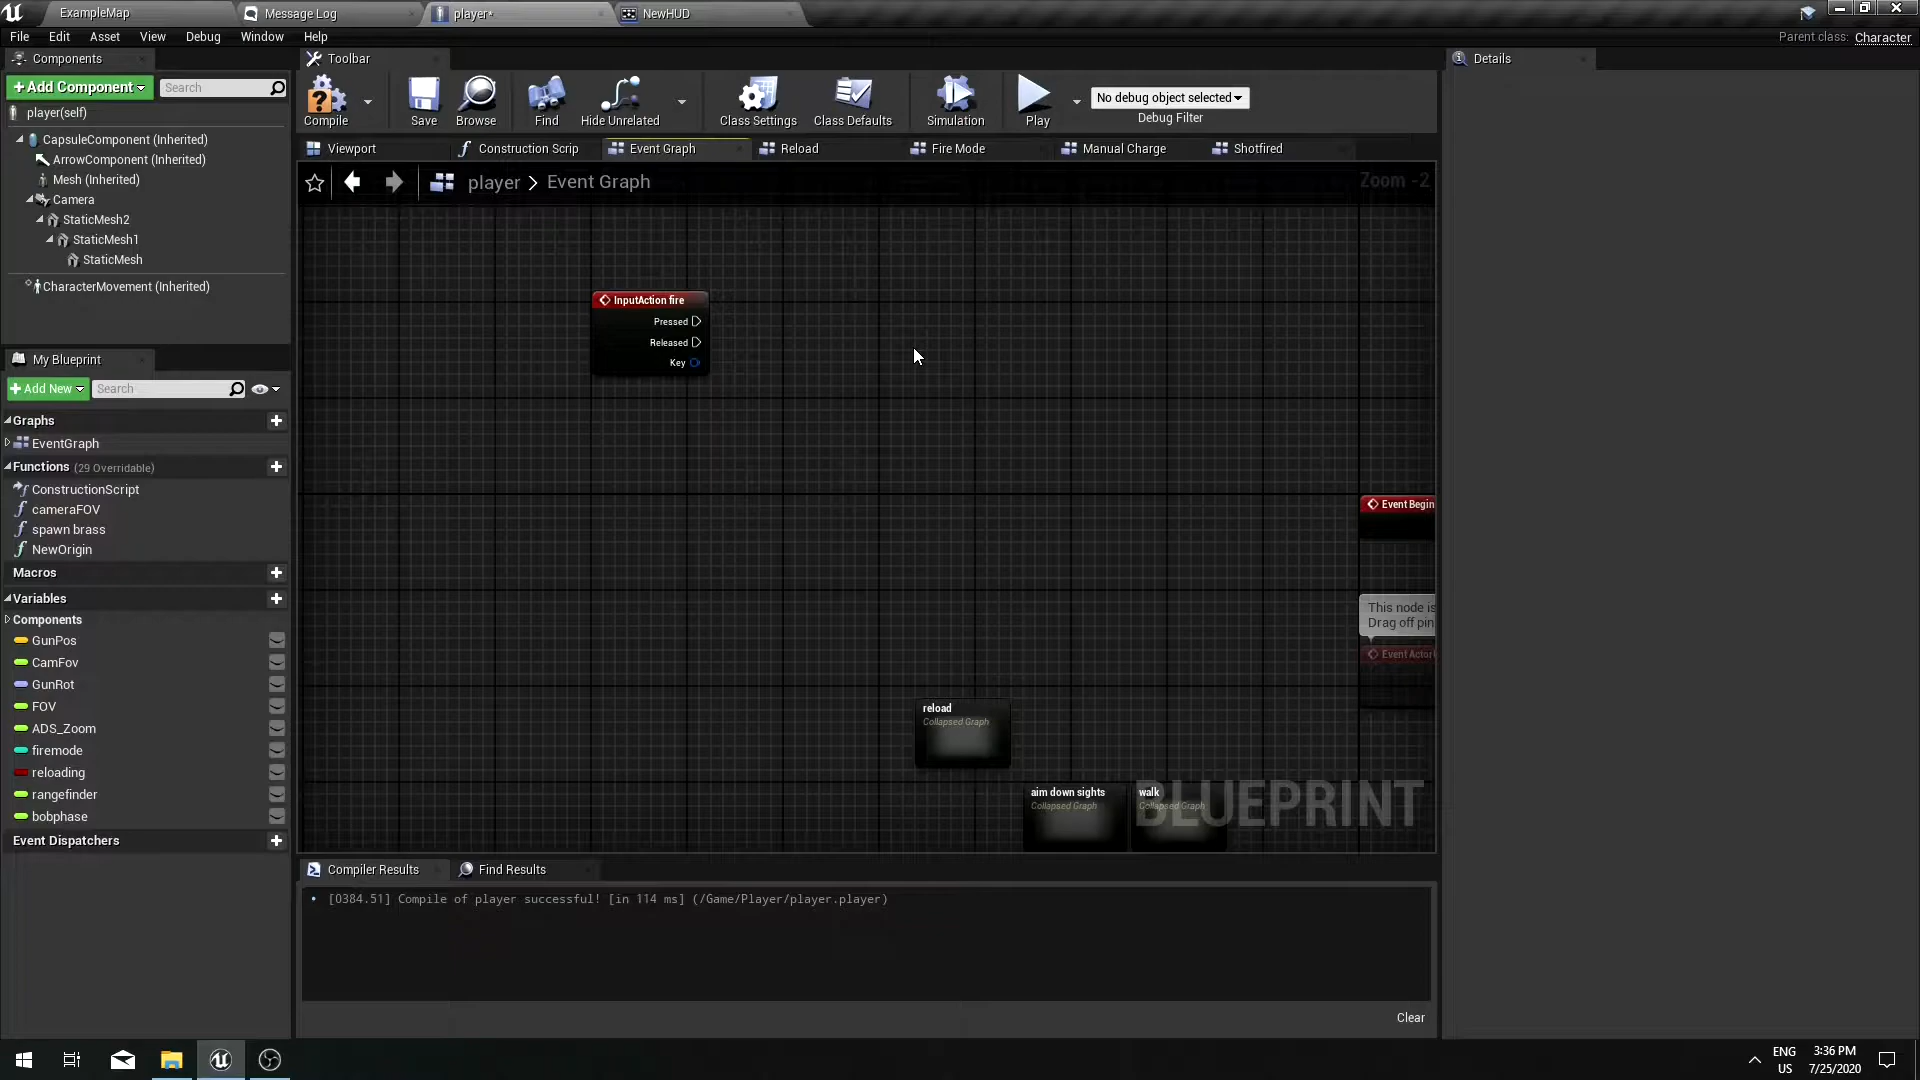 ExampleMap
Message Log
player*
NewHUD
File Edit Asset View Debug Window Help
Parent class: Character
Components
+Add Component
Search
player(self)
CapsuleComponent (Inherited)
ArrowComponent (Inherited)
Mesh (Inherited)
Camera
StaticMesh2
StaticMesh1
StaticMesh
CharacterMovement (Inherited)
My Blueprint
+Add New
Search
Graphs
EventGraph
Functions (29 Overridable)
ConstructionScript
cameraFOV
spawn brass
NewOrigin
Macros
Variables
Components
GunPos
CamFov
GunRot
FOV
ADS_Zoom
firemode
reloading
rangefinder
bobphase
Event Dispatchers
Toolbar
Compile
Save
Browse
Find
Hide Unrelated
Class Settings
Class Defaults
Simulation
Play
No debug object selected
Debug Filter
Viewport
Construction Scrip
Event Graph
Reload
Fire Mode
Manual Charge
Shotfired
player > Event Graph
Zoom -2
InputAction fire
Pressed
Released
Key
Event Begin
This node is
Drag off pin
Event Actor
reload
Collapsed Graph
aim down sights
Collapsed Graph
walk
Collapsed Graph
BLUEPRINT
Compiler Results
Find Results
• [0384.51] Compile of player successful! [in 114 ms] (/Game/Player/player.player)
Clear
Details
ENG
US
3:36 PM
7/25/2020